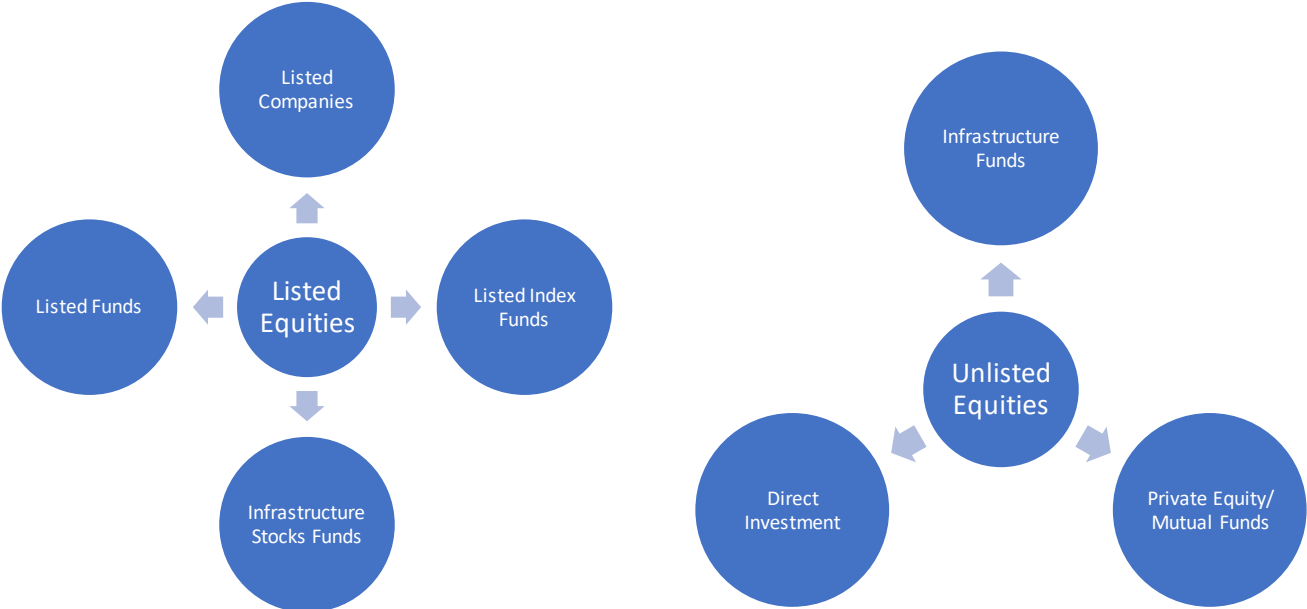 Listed
Companies
Listed Funds
Listed
Equities
Listed Index
Funds
Infrastructure
Stocks Funds
Infrastructure
Funds
Unlisted
Equities
Direct
Investment
Private Equity/
Mutual Funds